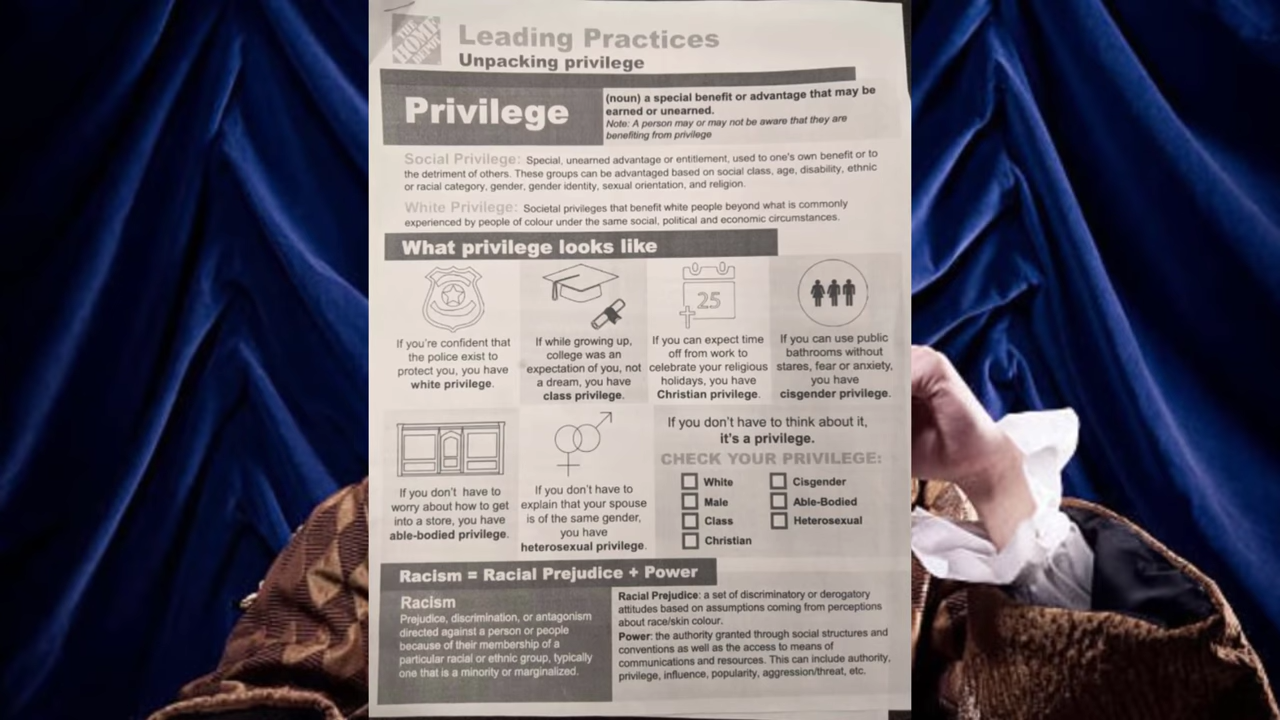 THE HOME DEPOT
Leading Practices
Unpacking privilege
Privilege
(noun) a special benefit or advantage that may be
earned or unearned.
Note: A person may or may not be aware that they are
benefiting from privilege
Social Privilege: Special, unearned advantage or entitlement, used to one's own benefit or to
the detriment of others. These groups can be advantaged based on social class, age, disability, ethnic
or racial category, gender, gender identity, sexual orientation, and religion.
White Privilege: Societal privileges that benefit white people beyond what is commonly
experienced by people of colour under the same social, political and economic circumstances.
What privilege looks like
If you're confident that
the police exist to
protect you, you have
white privilege.
If while growing up,
college was an
expectation of you, not
a dream, you have
class privilege.
25
If you can expect time
off from work to
celebrate your religious
holidays, you have
Christian privilege.
If you can use public
bathrooms without
stares, fear or anxiety,
you have
cisgender privilege.
If you don't have to
worry about how to get
into a store, you have
able-bodied privilege.
If you don't have to
explain that your spouse
is of the same gender,
you have
heterosexual privilege.
If you don't have to think about it,
it's a privilege.
CHECK YOUR PRIVILEGE:
White
Male
Class
Christian
Cisgender
Able-Bodied
Heterosexual
Racism = Racial Prejudice + Power
Racism
Prejudice, discrimination, or antagonism
directed against a person or people
because of their membership of a
particular racial or ethnic group, typically
one that is a minority or marginalized.
Racial Prejudice: a set of discriminatory or derogatory
attitudes based on assumptions coming from perceptions
about race/skin colour.
Power: the authority granted through social structures and
conventions as well as the access to means of
communications and resources. This can include authority,
privilege, influence, popularity, aggression/threat, etc.